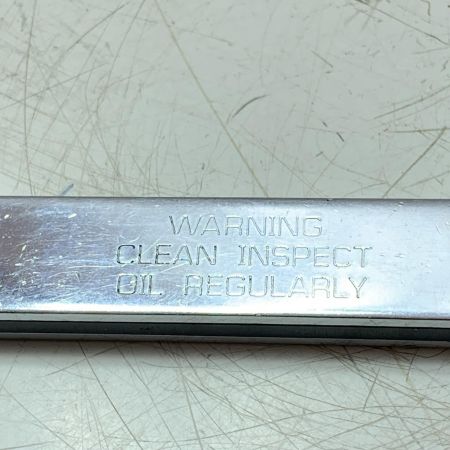 WARNING
CLEAN INSPECT
OIL REGULARLY